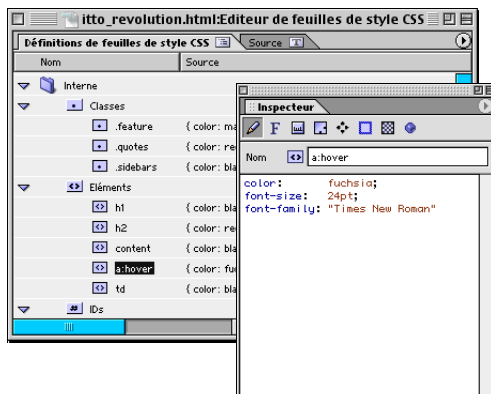 itto_revolution.html:Editeur de feuilles de style CSS
Définitions de feuilles de style CSS
Source
Nom
Source
Interne
Classes
.feature { color: ma
.quotes { color: re
.sidebars { color: bla
Eléments
h1 { color: bla
h2 { color: re
content { color: bla
a:hover { color: fuc
td { color: bla
IDs
Inspecteur
Nom a:hover
color: fuchsia;
font-size: 24pt;
font-family: "Times New Roman"